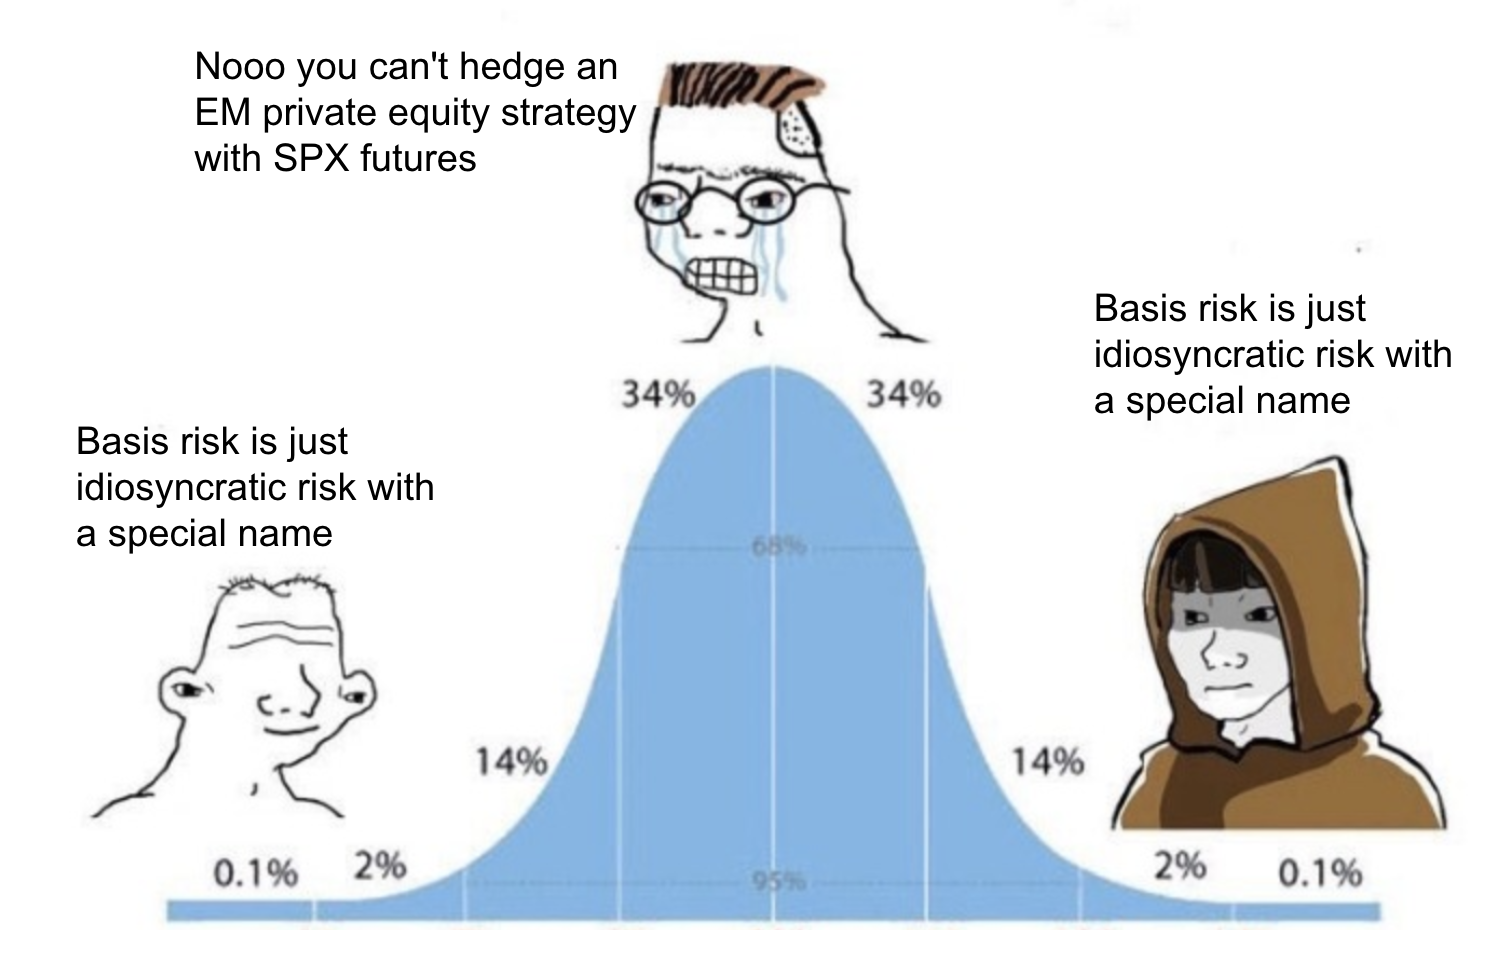 Nooo you can't hedge an
EM private equity strategy
with SPX futures
Basis risk is just
idiosyncratic risk with
a special name
34%
34%
Basis risk is just
idiosyncratic risk with
a special name
68%
14%
14%
0.1%
2%
95%
2%
0.1%